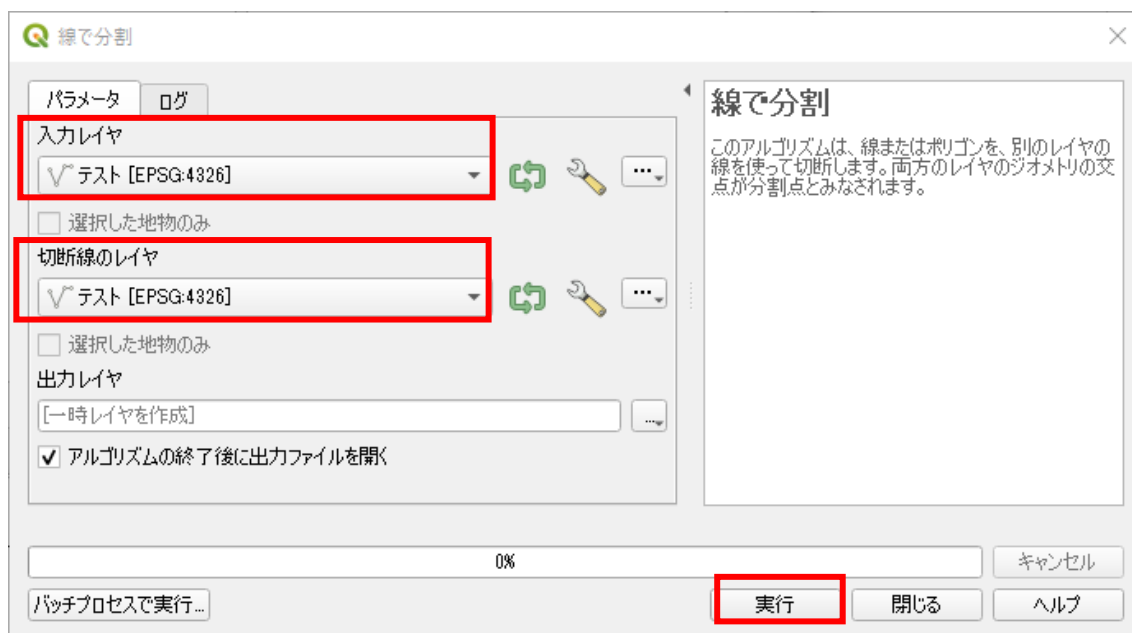 線で分割
パラメータ
ログ
入力レイヤ
テスト [EPSG:4326]
...
選択した地物のみ
切断線のレイヤ
テスト [EPSG:4326]
...
選択した地物のみ
出力レイヤ
[一時レイヤを作成]
...
アルゴリズムの終了後に出力ファイルを開く
線で分割
このアルゴリズムは、線またはポリゴンを、別のレイヤの
線を使って切断します。両方のレイヤのジオメトリの交
点が分割点とみなされます。
0%
キャンセル
バッチプロセスで実行...
実行
閉じる
ヘルプ